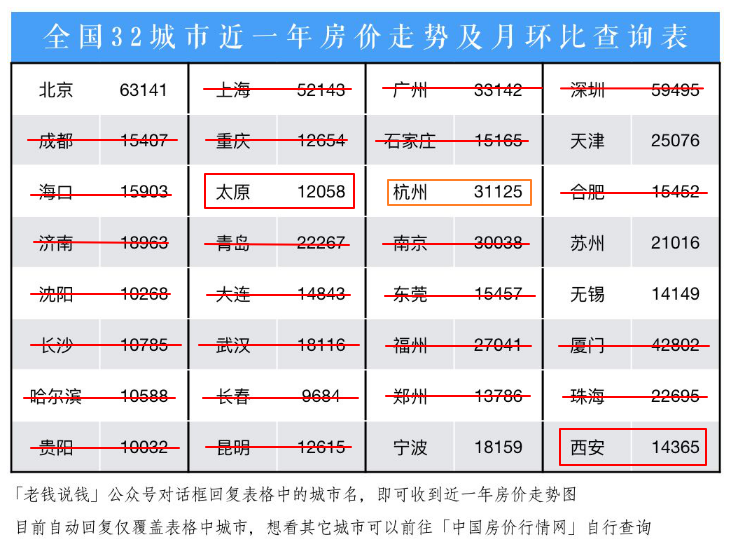 全国32城市近一年房价走势及月环比查询表
北京 63141 上海 52143 广州 33142 深圳 59495
成都 15407 重庆 12654 石家庄 15165 天津 25076
海口 15903 太原 12058 杭州 31125 合肥 15452
济南 18963 青岛 22267 南京 30038 苏州 21016
沈阳 10268 大连 14843 东莞 15457 无锡 14149
长沙 10785 武汉 18116 福州 27041 厦门 42802
哈尔滨 10588 长春 9684 郑州 13786 珠海 22695
贵阳 10032 昆明 12615 宁波 18159 西安 14365
「老钱说钱」公众号对话框回复表格中的城市名，即可收到近一年房价走势图
目前自动回复仅覆盖表格中城市，想看其它城市可以前往「中国房价行情网」自行查询